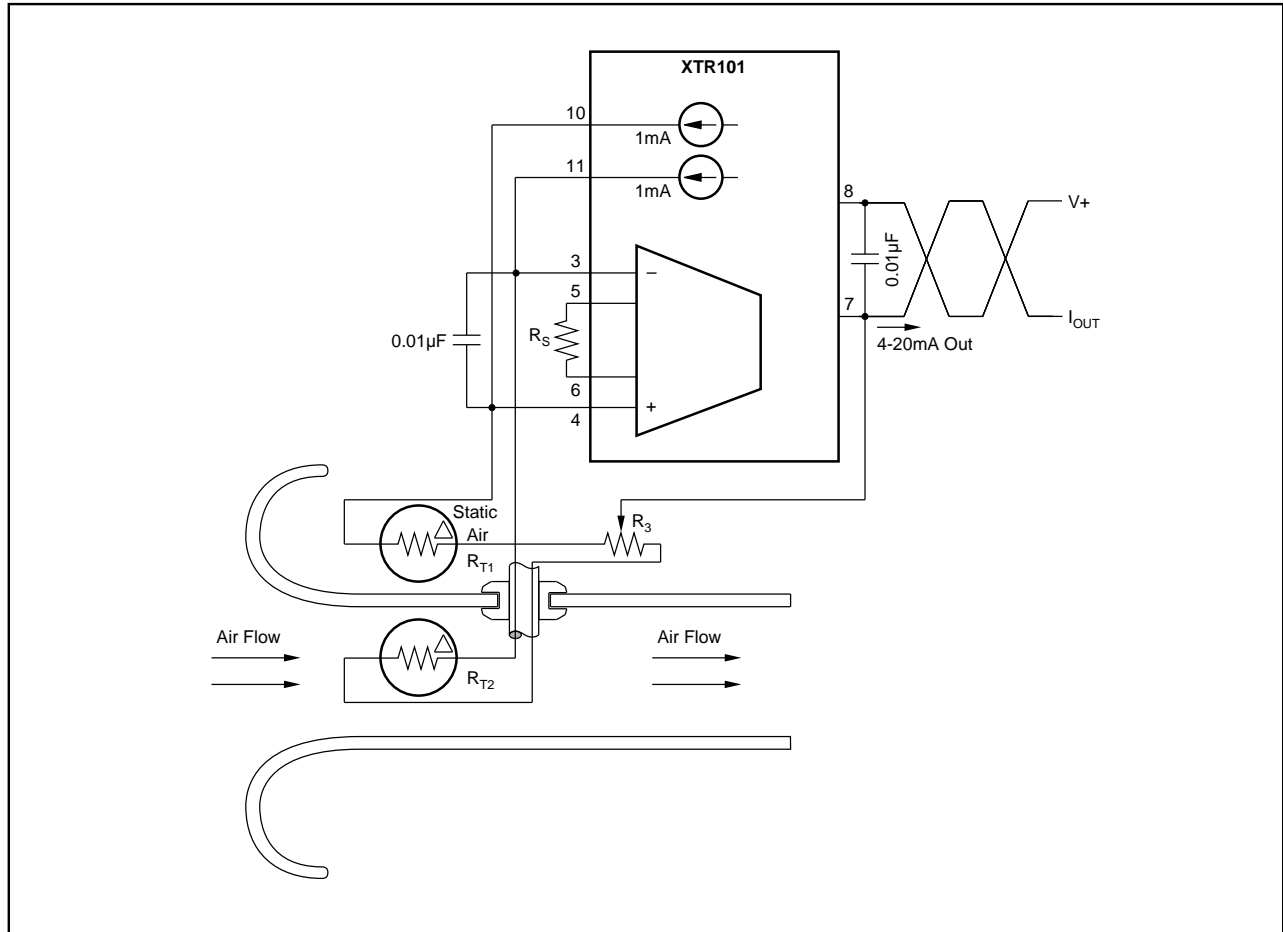 XTR101
10
1mA
11
1mA
8
V+
0.01µF
3
−
5
R_S
0.01µF
7
I_OUT
4-20mA Out
6
+
4
Static
Air
R_3
R_T1
Air Flow
Air Flow
R_T2